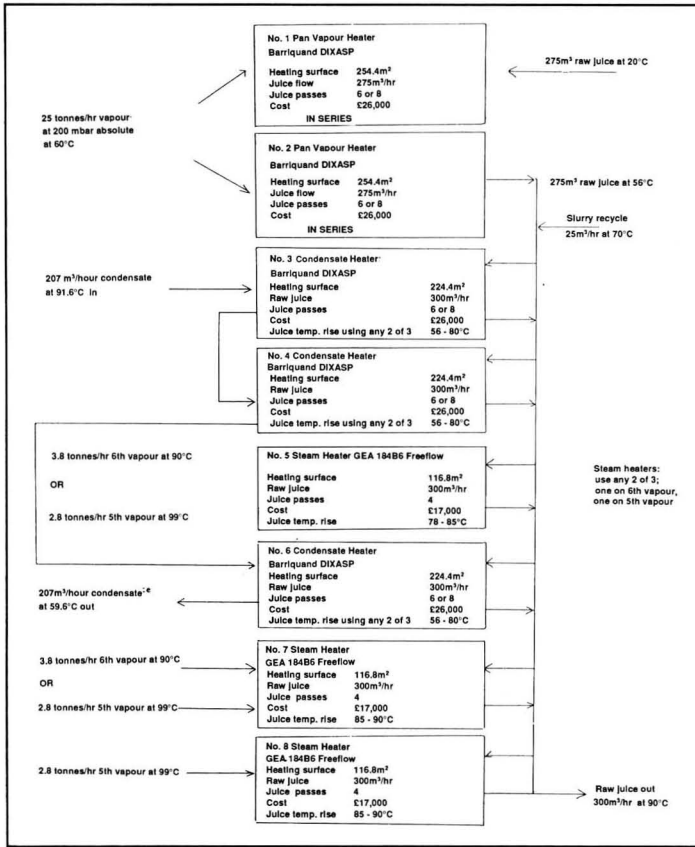 No. 1 Pan Vapour Heater
Barriquand DIXASP
Heating surface 254.4m²
Juice flow 275m³/hr
Juice passes 6 or 8
Cost £26,000
IN SERIES
275m³ raw juice at 20°C
25 tonnes/hr vapour
at 200 mbar absolute
at 60°C
No. 2 Pan Vapour Heater
Barriquand DIXASP
Heating surface 254.4m²
Juice flow 275m³/hr
Juice passes 6 or 8
Cost £26,000
IN SERIES
275m³ raw juice at 56°C
Slurry recycle
25m³/hr at 70°C
207 m³/hour condensate
at 91.6°C in
No. 3 Condensate Heater
Barriquand DIXASP
Heating surface 224.4m²
Raw juice 300m³/hr
Juice passes 6 or 8
Cost £26,000
Juice temp. rise using any 2 of 3 56 - 80°C
No. 4 Condensate Heater
Barriquand DIXASP
Heating surface 224.4m²
Raw juice 300m³/hr
Juice passes 6 or 8
Cost £26,000
Juice temp. rise using any 2 of 3 56 - 80°C
3.8 tonnes/hr 6th vapour at 90°C
OR
2.8 tonnes/hr 5th vapour at 99°C
No. 5 Steam Heater GEA 184B6 Freeflow
Heating surface 116.8m²
Raw juice 300m³/hr
Juice passes 4
Cost £17,000
Juice temp. rise 78 - 85°C
Steam heaters:
use any 2 of 3;
one on 6th vapour,
one on 5th vapour
No. 6 Condensate Heater
Barriquand DIXASP
Heating surface 224.4m²
Raw juice 300m³/hr
Juice passes 6 or 8
Cost £26,000
Juice temp. rise using any 2 of 3 56 - 80°C
207m³/hour condensate
at 59.6°C out
3.8 tonnes/hr 6th vapour at 90°C
OR
2.8 tonnes/hr 5th vapour at 99°C
No. 7 Steam Heater
GEA 184B6 Freeflow
Heating surface 116.8m²
Raw juice 300m³/hr
Juice passes 4
Cost £17,000
Juice temp. rise 85 - 90°C
2.8 tonnes/hr 5th vapour at 99°C
No. 8 Steam Heater
GEA 184B6 Freeflow
Heating surface 116.8m²
Raw juice 300m³/hr
Juice passes 4
Cost £17,000
Juice temp. rise 85 - 90°C
Raw juice out
300m³/hr at 90°C